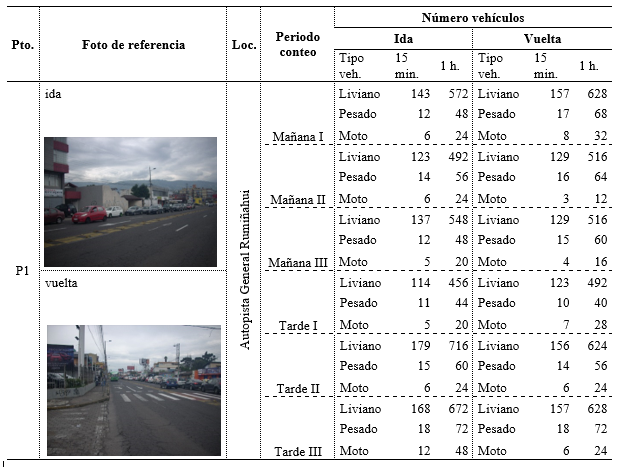 Número vehículos
Pto. Foto de referencia Loc. Periodo conteo Ida Vuelta
Tipo veh. 15 min. 1 h. Tipo veh. 15 min. 1 h.
P1
ida
vuelta
Autopista General Rumiñahui
Liviano 143 572 Liviano 157 628
Pesado 12 48 Pesado 17 68
Mañana I Moto 6 24 Moto 8 32
Liviano 123 492 Liviano 129 516
Pesado 14 56 Pesado 16 64
Mañana II Moto 6 24 Moto 3 12
Liviano 137 548 Liviano 129 516
Pesado 12 48 Pesado 15 60
Mañana III Moto 5 20 Moto 4 16
Liviano 114 456 Liviano 123 492
Pesado 11 44 Pesado 10 40
Tarde I Moto 5 20 Moto 7 28
Liviano 179 716 Liviano 156 624
Pesado 15 60 Pesado 14 56
Tarde II Moto 6 24 Moto 6 24
Liviano 168 672 Liviano 157 628
Pesado 18 72 Pesado 18 72
Tarde III Moto 12 48 Moto 6 24